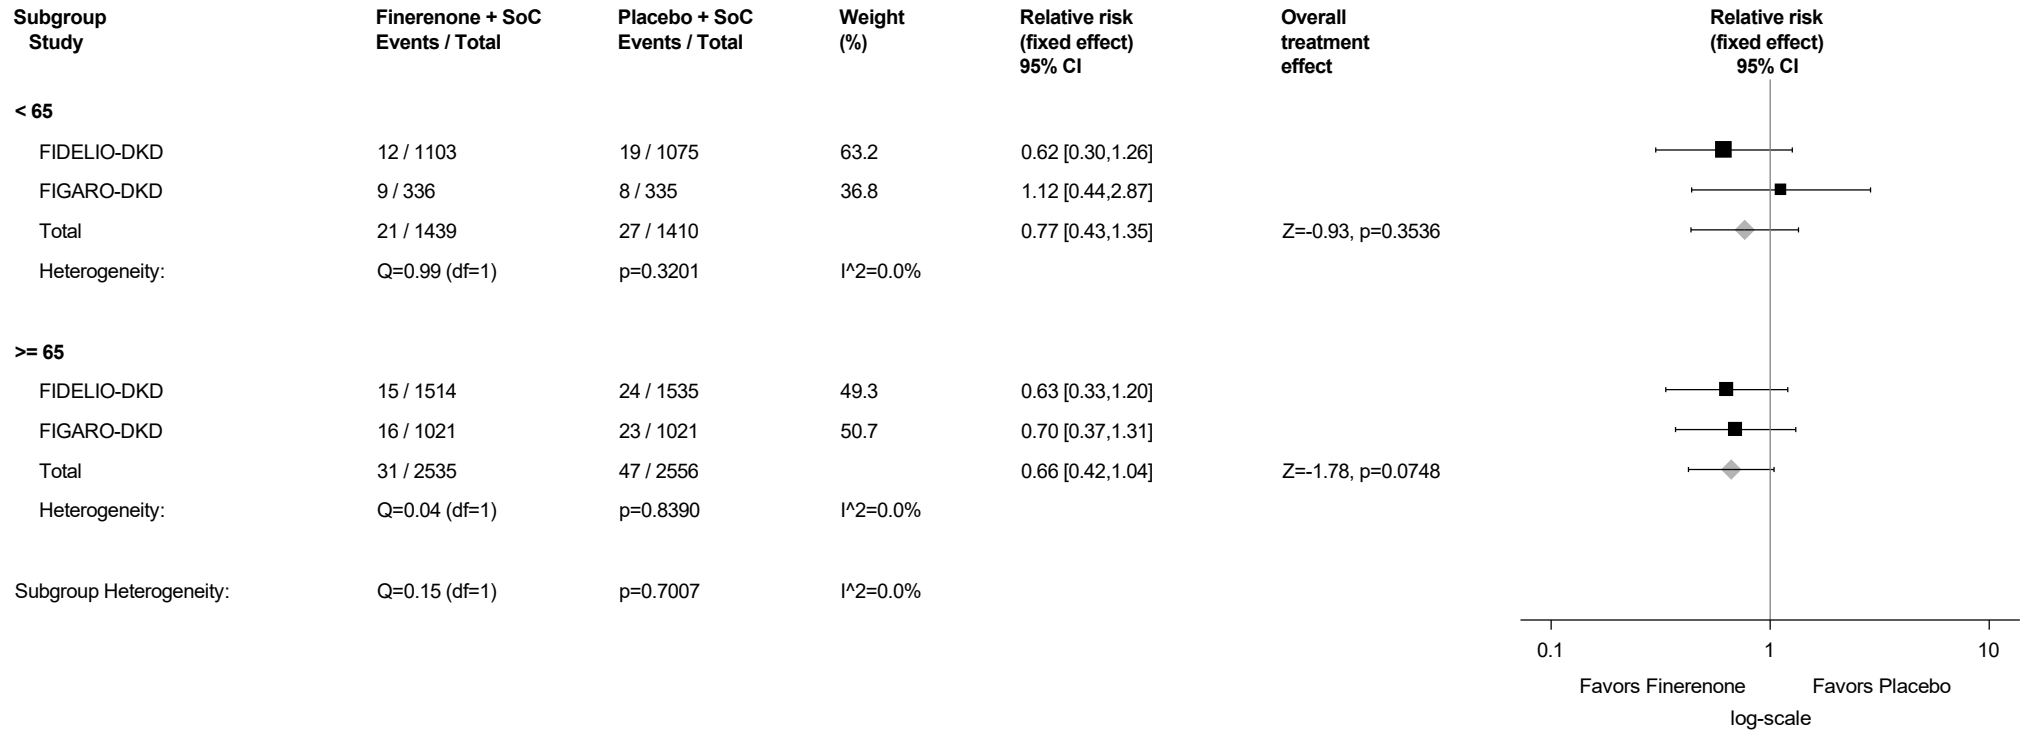 Subgroup Finerenone + SoC Placebo + SoC Weight Relative risk Overall Relative risk
Study Events / Total Events / Total (%) (fixed effect) treatment (fixed effect)
95% CI effect 95% CI
< 65
FIDELIO-DKD 12 / 1103 19 / 1075 63.2 0.62 [0.30,1.26]
FIGARO-DKD 9 / 336 8 / 335 36.8 1.12 [0.44,2.87]
Total 21 / 1439 27 / 1410 0.77 [0.43,1.35] Z=-0.93, p=0.3536
Heterogeneity: Q=0.99 (df=1) p=0.3201 I^2=0.0%
>= 65
FIDELIO-DKD 15 / 1514 24 / 1535 49.3 0.63 [0.33,1.20]
FIGARO-DKD 16 / 1021 23 / 1021 50.7 0.70 [0.37,1.31]
Total 31 / 2535 47 / 2556 0.66 [0.42,1.04] Z=-1.78, p=0.0748
Heterogeneity: Q=0.04 (df=1) p=0.8390 I^2=0.0%
Subgroup Heterogeneity: Q=0.15 (df=1) p=0.7007 I^2=0.0%
0.1 1 10
Favors Finerenone Favors Placebo
log-scale